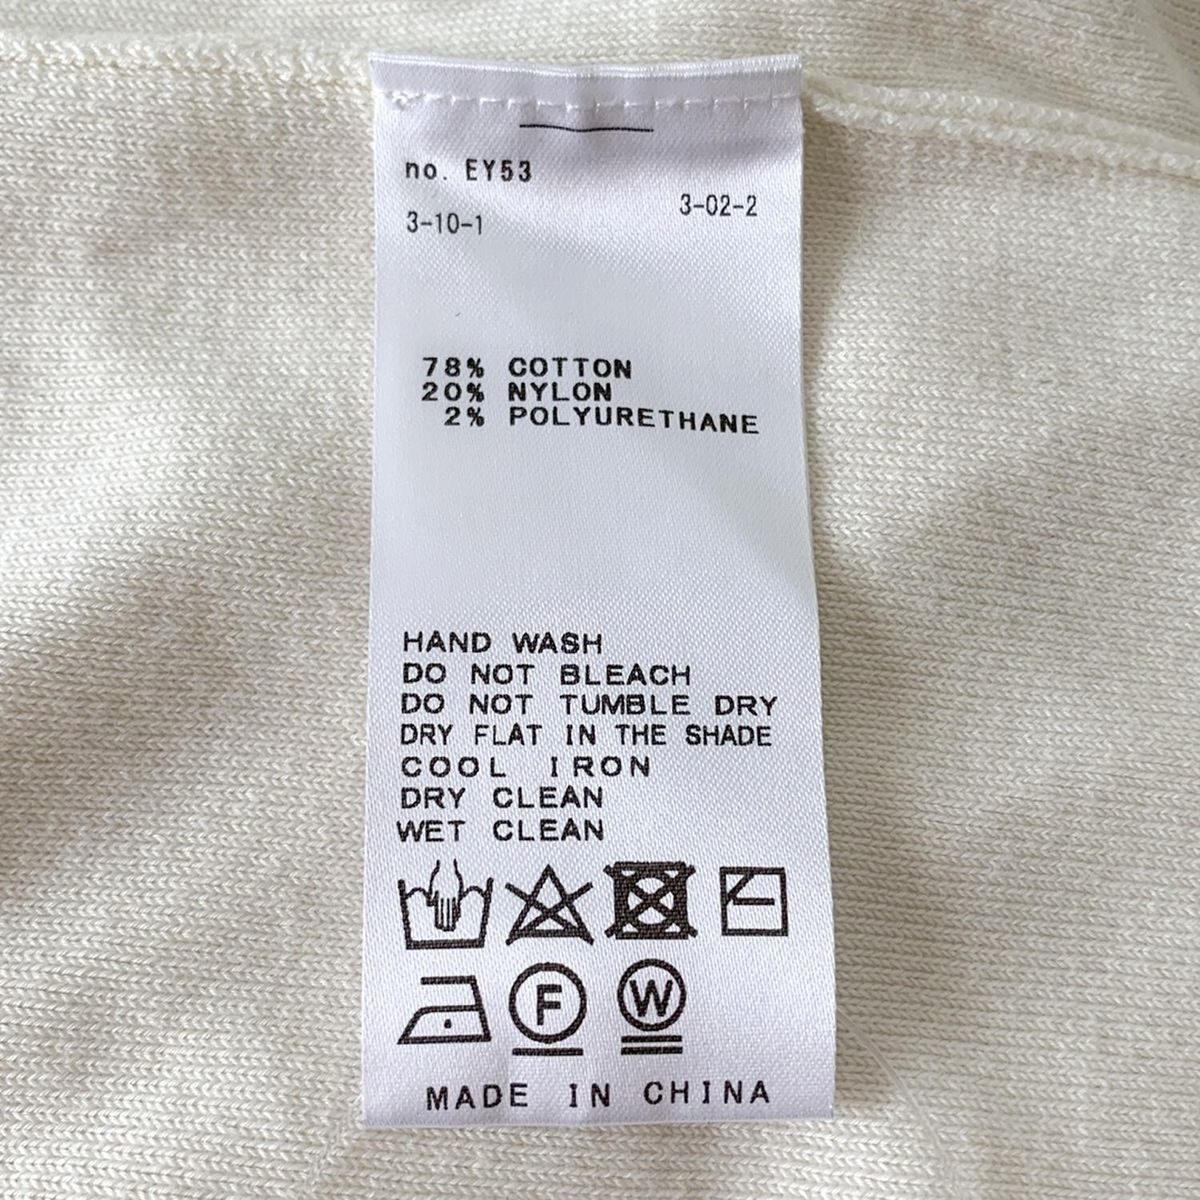 no. EY53
3-02-2
3-10-1
78% COTTON
20% NYLON
2% POLYURETHANE
HAND WASH
DO NOT BLEACH
DO NOT TUMBLE DRY
DRY FLAT IN THE SHADE
COOL IRON
DRY CLEAN
WET CLEAN
F W
MADE IN CHINA